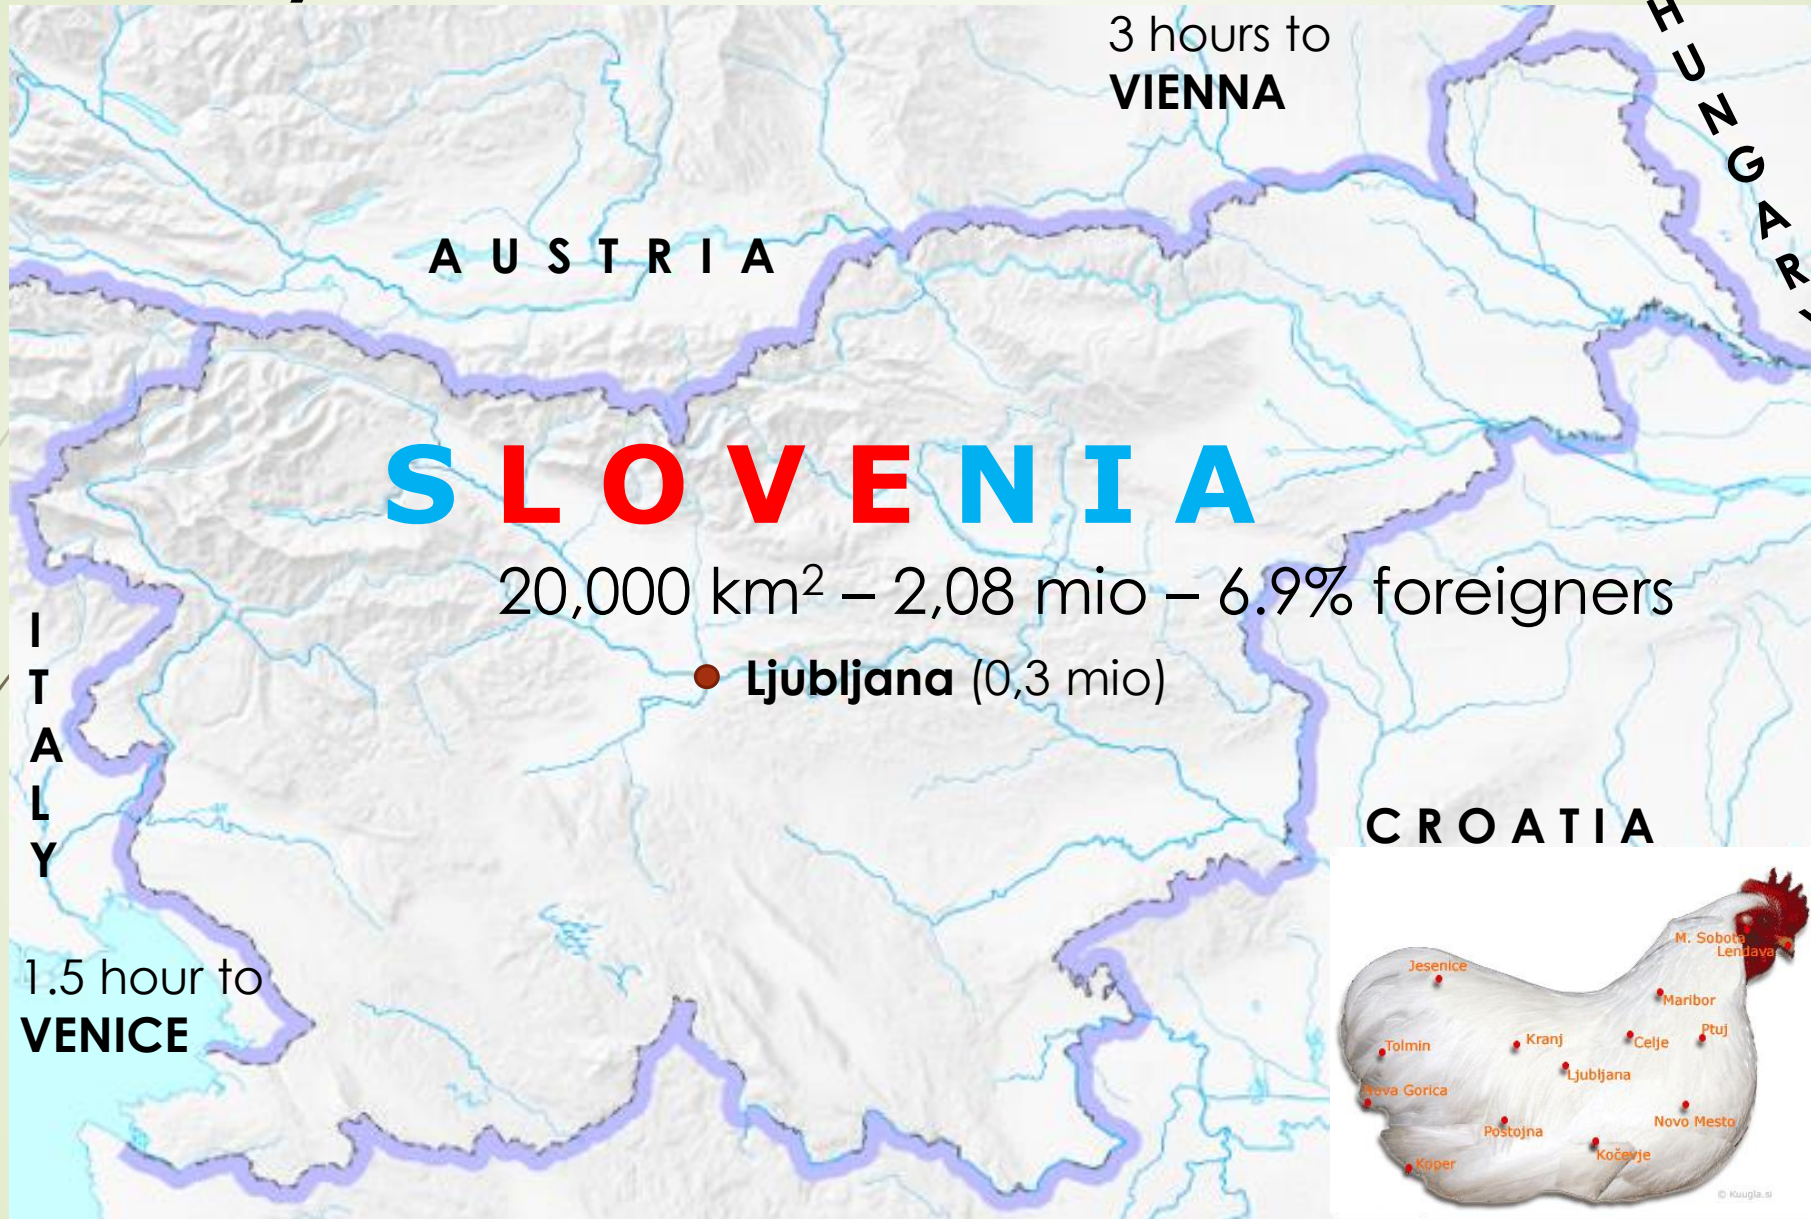 3 hours to
VIENNA
HUNGARY
AUSTRIA
SLOVENIA
20,000 km² – 2,08 mio – 6.9% foreigners
Ljubljana (0,3 mio)
ITALY
CROATIA
1.5 hour to
VENICE
M. Sobota
Lendava
Jesenice
Maribor
Ptuj
Kranj
Celje
Tolmin
Ljubljana
Nova Gorica
Novo Mesto
Postojna
Kočevje
Koper
© Kuugla.si